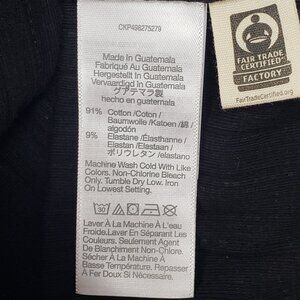 CKP498275279
Made in Guatemala
Fabriqué Au Guatemala
Hergestellt In Guatemala
Vervaardigd in Guatemala
グアテマラ製
hecho en guatemala
91% Cotton /Coton /
Baumwolle /Katoen /綿 /
algodón
9% Elastane /Élasthanne /
Elastan /Elastaan /
ポリウレタン /elastano
Machine Wash Cold With Like
Colors. Non-Chlorine Bleach
Only. Tumble Dry Low. Iron
On Lowest Setting.
30
Laver À La Machine À L'eau
Froide.Laver En Séparant Les
Couleurs. Seulement Agent
De Blanchiment Non-Chloré.
Sécher À La Machine À
Basse Température. Repasser
À Fer Doux Si Nécessaire.
FAIR TRADE
CERTIFIED
FACTORY
FairTradeCertified.org